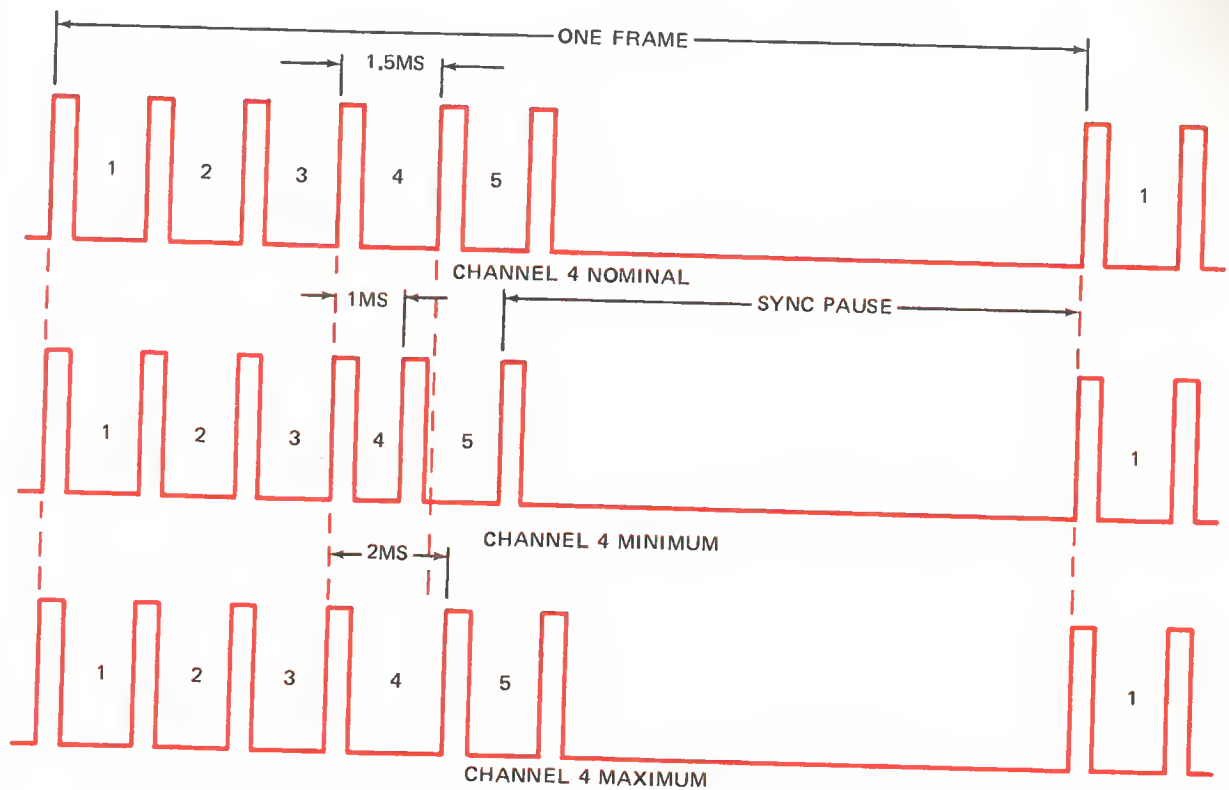 ONE FRAME
1.5MS
1 2 3 4 5 1
CHANNEL 4 NOMINAL
1MS
SYNC PAUSE
1 2 3 4 5 1
CHANNEL 4 MINIMUM
2MS
1 2 3 4 5 1
CHANNEL 4 MAXIMUM